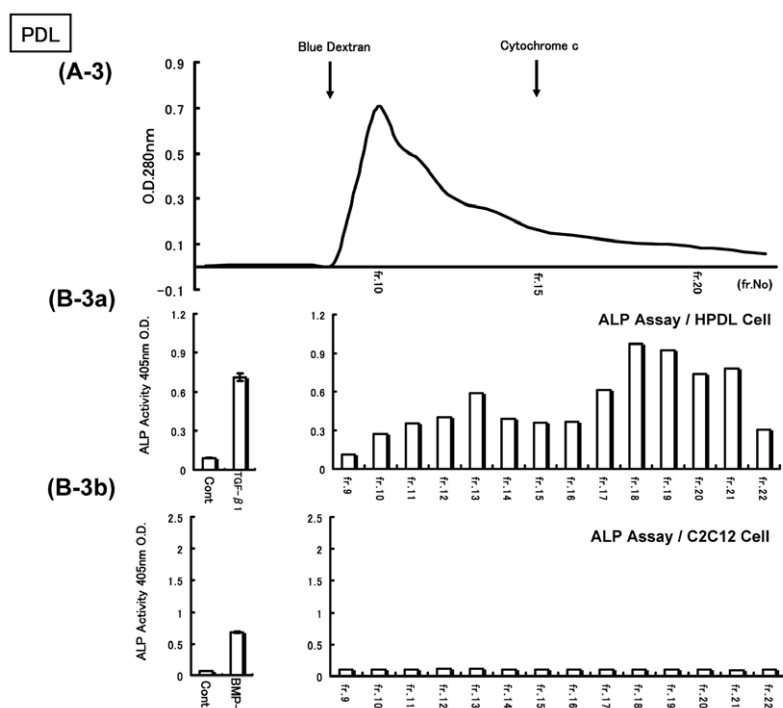 PDL
(A-3)
Blue Dextran
Cytochrome c
O.D.280nm
0.9
0.7
0.5
0.3
0.1
−0.1
fr.10
fr.15
fr.20
(fr.No)
(B-3a)
ALP Activity 405nm O.D.
1.2
0.9
0.6
0.3
0
Cont
TGF-β1
ALP Assay / HPDL Cell
1.2
0.9
0.6
0.3
0
fr.9
fr.10
fr.11
fr.12
fr.13
fr.14
fr.15
fr.16
fr.17
fr.18
fr.19
fr.20
fr.21
fr.22
(B-3b)
ALP Activity 405nm O.D.
2.5
2
1.5
1
0.5
0
Cont
BMP-
ALP Assay / C2C12 Cell
2.5
2
1.5
1
0.5
0
fr.9
fr.10
fr.11
fr.12
fr.13
fr.14
fr.15
fr.16
fr.17
fr.18
fr.19
fr.20
fr.21
fr.22